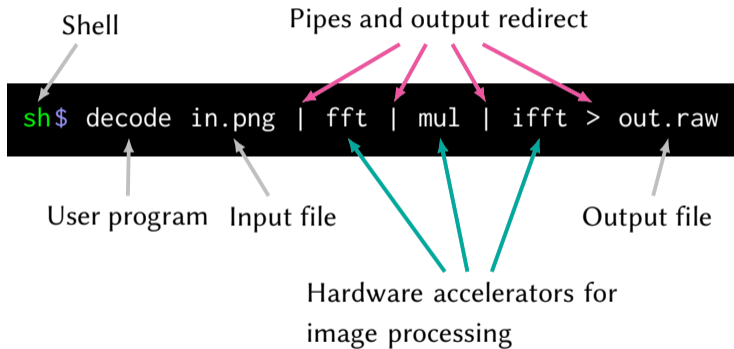 Shell
Pipes and output redirect
sh$ decode in.png | fft | mul | ifft > out.raw
User program
Input file
Output file
Hardware accelerators for
image processing